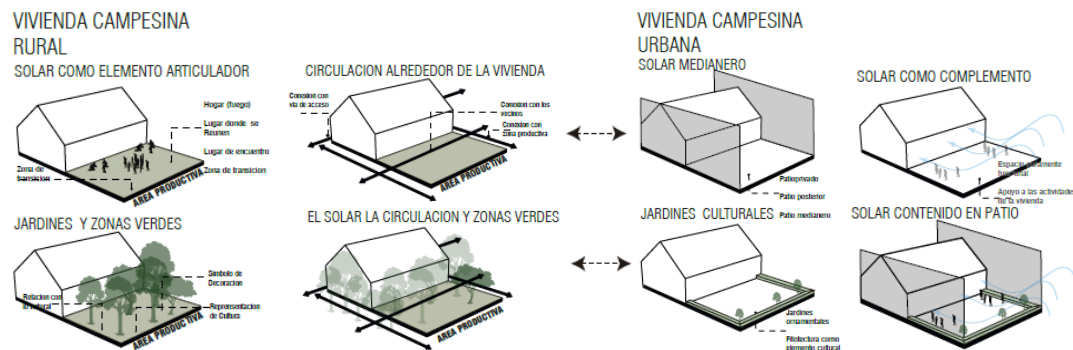 VIVIENDA CAMPESINA
RURAL
SOLAR COMO ELEMENTO ARTICULADOR
Hogar (fuego)
Lugar donde se
Reunen
Lugar de encuentro
Zona de transicion
Zona de
transicion
AREA PRODUCTIVA
CIRCULACION ALREDEDOR DE LA VIVIENDA
Conexion con
via de acceso
Conexion con los
vecinos
Conexion con
zona productiva
AREA PRODUCTIVA
VIVIENDA CAMPESINA
URBANA
SOLAR MEDIANERO
Patio privado
Patio posterior
Patio medianero
SOLAR COMO COMPLEMENTO
Espacio
Apoyo a las actividades
de la vivienda
JARDINES Y ZONAS VERDES
Simbolo de
Decoracion
Relacion con
Reprensentacion
de Cultura
AREA PRODUCTIVA
EL SOLAR LA CIRCULACION Y ZONAS VERDES
AREA PRODUCTIVA
JARDINES CULTURALES
Jardines
ornamentales
Fitotectura como
elemento cultural
SOLAR CONTENIDO EN PATIO